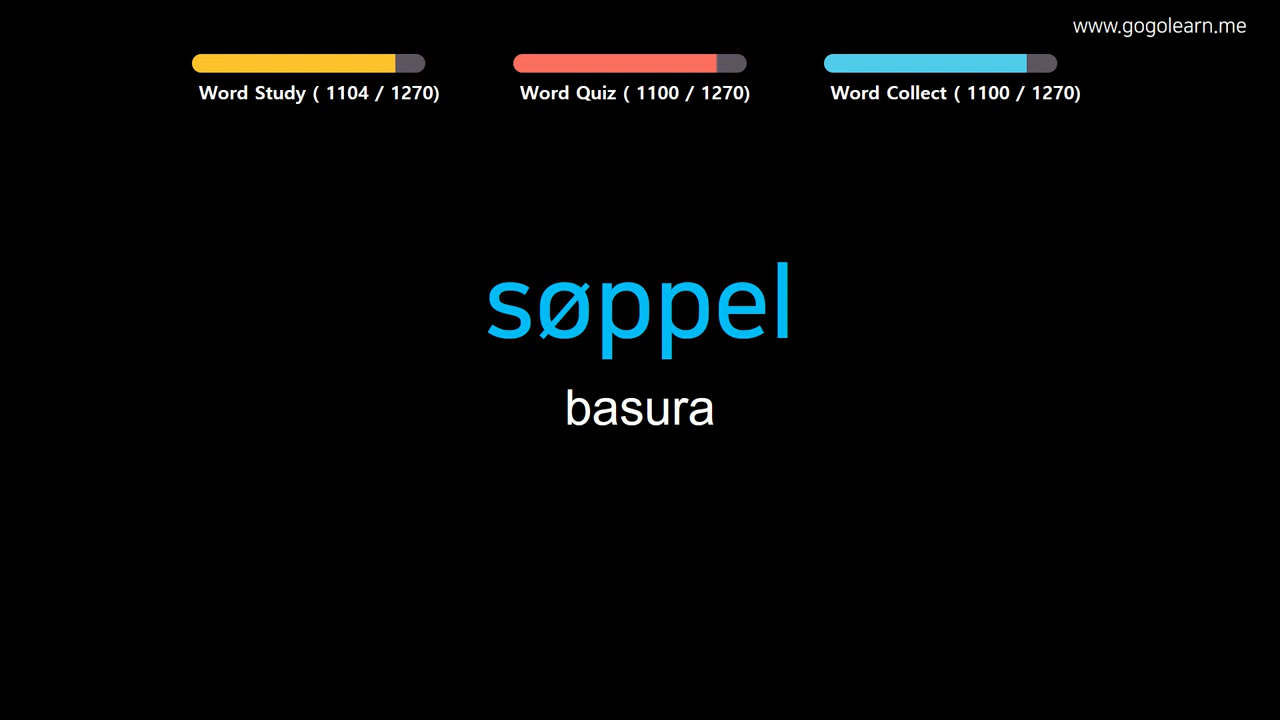 www.gogolearn.me
Word Study ( 1104 / 1270)
Word Quiz ( 1100 / 1270)
Word Collect ( 1100 / 1270)
søppel
basura